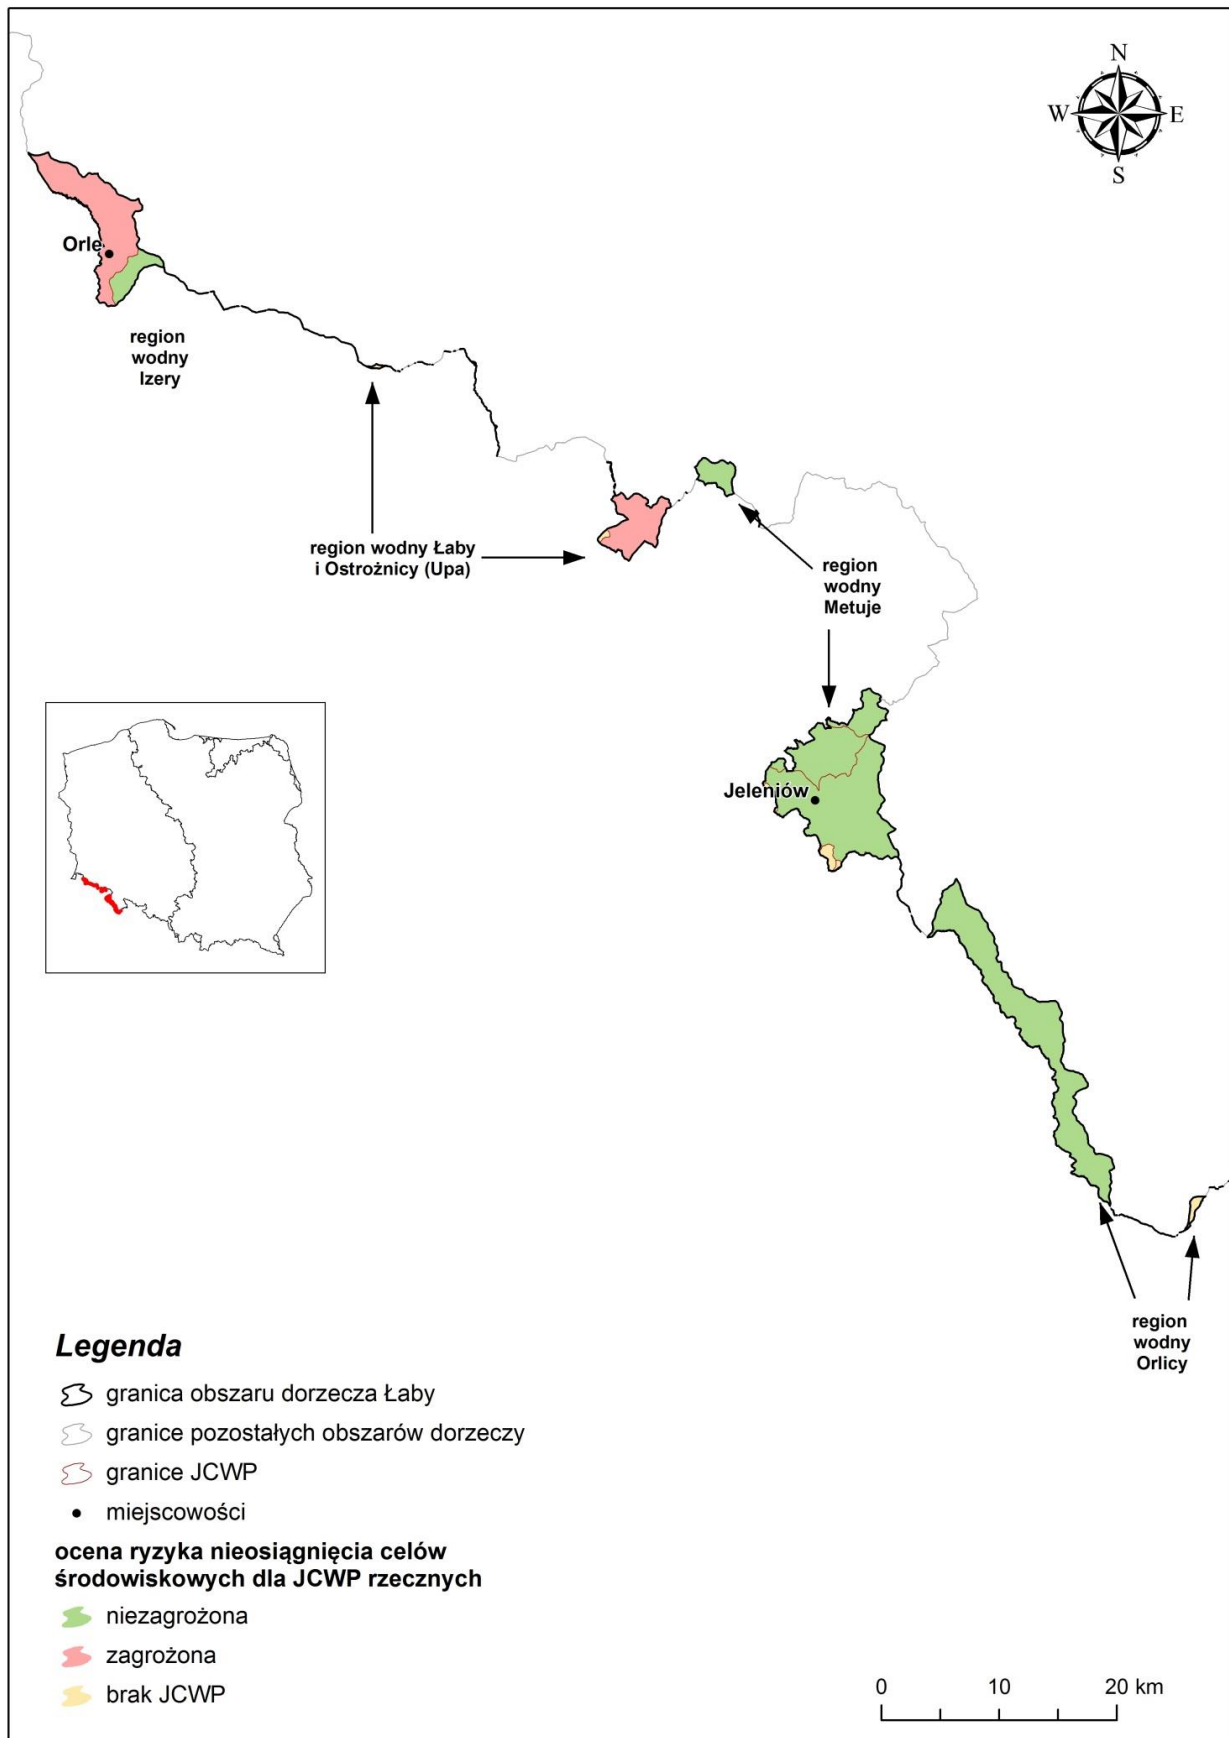 N
W
E
S
Orle
region
wodny
Izery
region wodny Łaby
i Ostrożnicy (Upa)
region
wodny
Metuje
Jeleniów
region
wodny
Orlicy
Legenda
granica obszaru dorzecza Łaby
granice pozostałych obszarów dorzeczy
granice JCWP
miejscowości
ocena ryzyka nieosiągnięcia celów
środowiskowych dla JCWP rzecznych
niezagrożona
zagrożona
brak JCWP
0 10 20 km